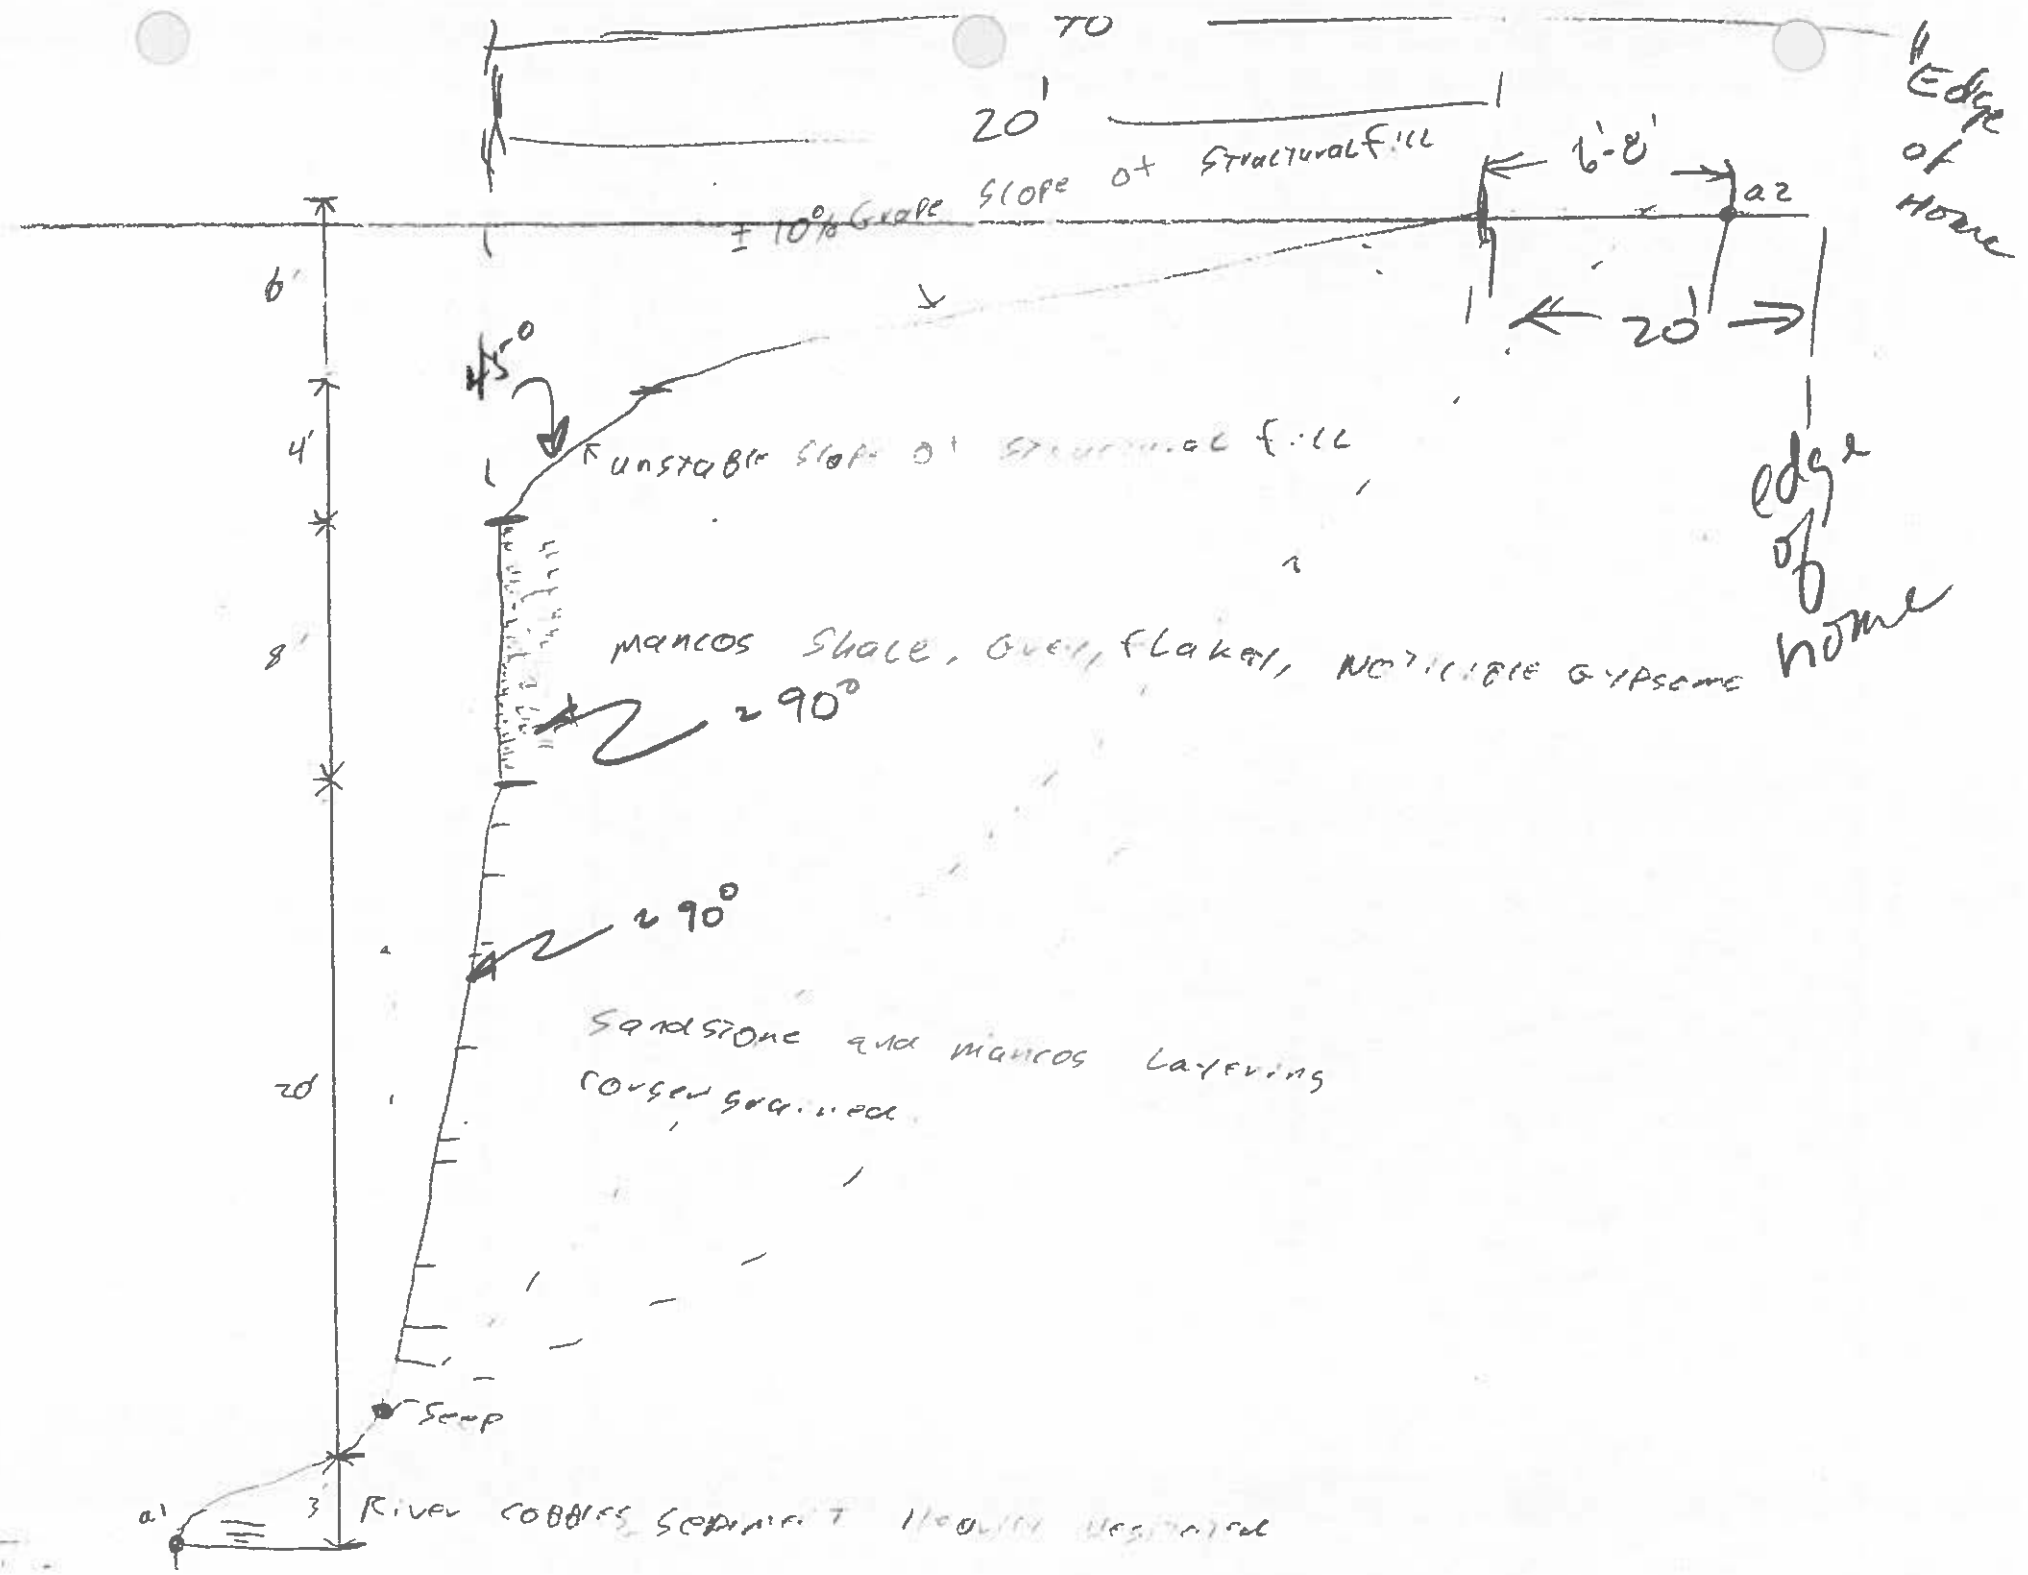 20'
6'-8'
Edge
of
Home
± 10% Grade Slope of Structural fill
a2
6'
20'
45°
4'
unstable Slope of Structural fill
edge
of
home
8'
mancos Shale, Grey, flakey,
~ 90°
~ 90°
Sandstone and mancos Layering
20'
Seep
a1
3' River cobbles